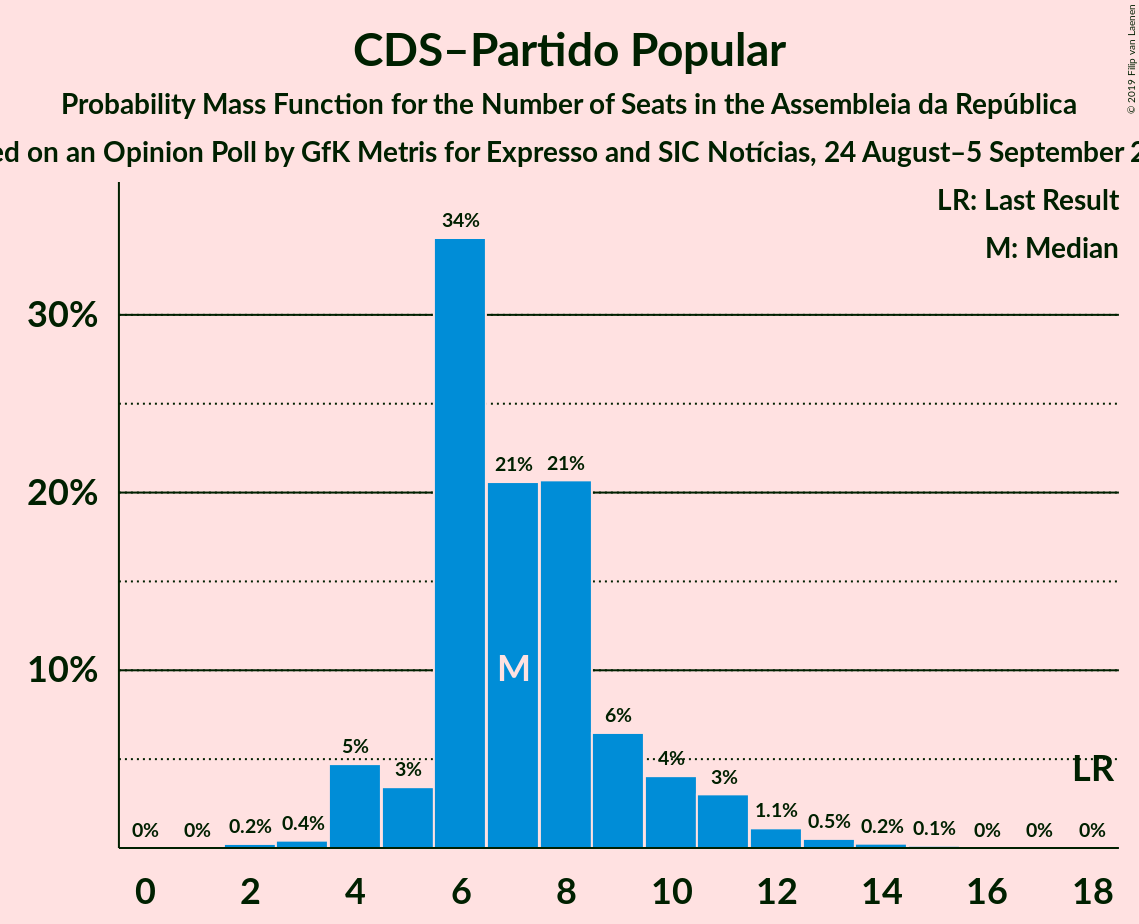 CDS–Partido Popular
Probability Mass Function for the Number of Seats in the Assembleia da República
on an Opinion Poll by GfK Metris for Expresso and SIC Notícias, 24 August–5 September
© 2019 Filip van Laenen
LR: Last Result
M: Median
30%
20%
10%
0%
0%
0.2%
0.4%
5%
3%
34%
21%
21%
6%
4%
3%
1.1%
0.5%
0.2%
0.1%
0%
0%
0%
M
LR
0 2 4 6 8 10 12 14 16 18